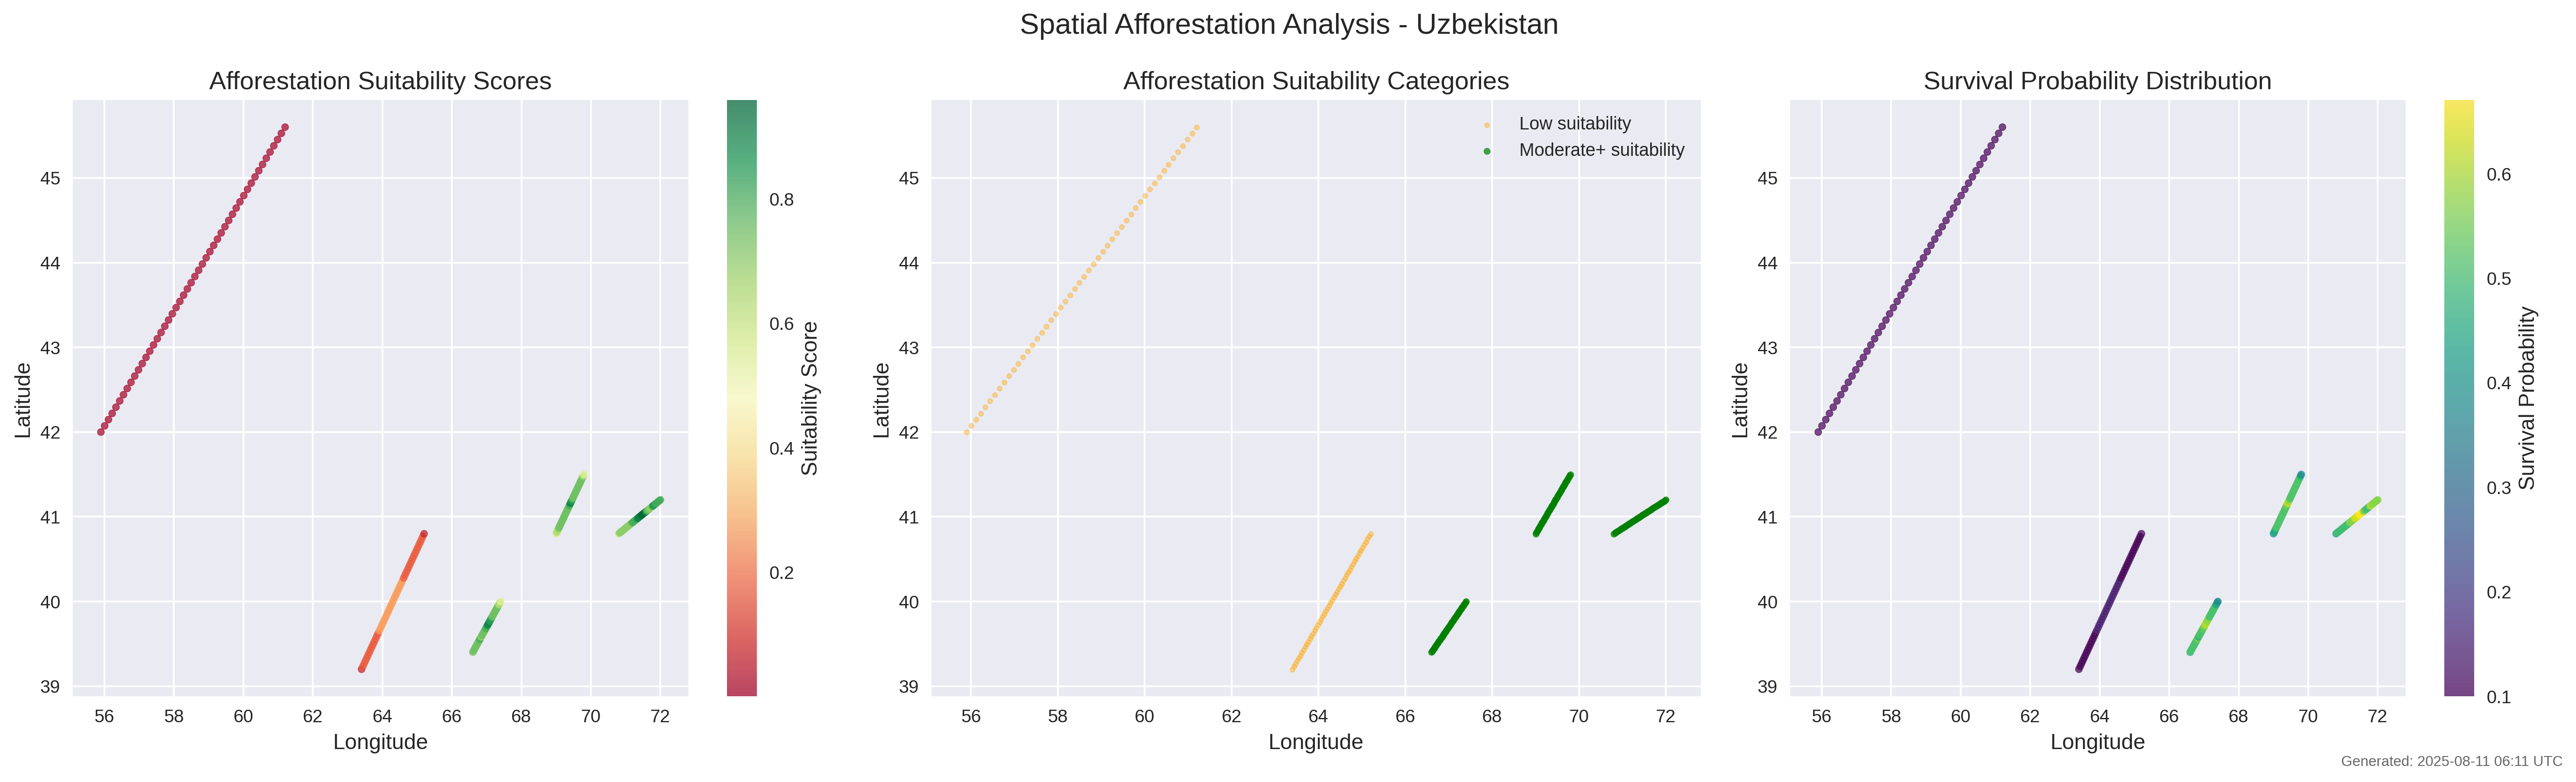 Spatial Afforestation Analysis - Uzbekistan
Afforestation Suitability Scores
45
44
43
42
41
40
39
Latitude
56 58 60 62 64 66 68 70 72
Longitude
0.8
0.6
0.4
0.2
Suitability Score
Afforestation Suitability Categories
Low suitability
Moderate+ suitability
45
44
43
42
41
40
39
Latitude
56 58 60 62 64 66 68 70 72
Longitude
Survival Probability Distribution
45
44
43
42
41
40
39
Latitude
56 58 60 62 64 66 68 70 72
Longitude
0.6
0.5
0.4
0.3
0.2
0.1
Survival Probability
Generated: 2025-08-11 06:11 UTC